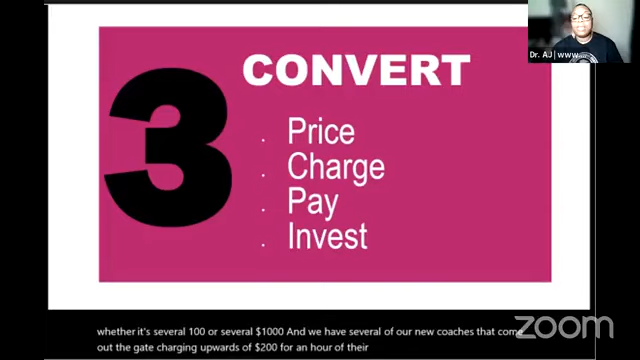 3
CONVERT
. Price
. Charge
. Pay
. Invest
Dr. AJ | www...
whether it's several 100 or several $1000 And we have several of our new coaches that come
out the gate charging upwards of $200 for an hour of their
zoom